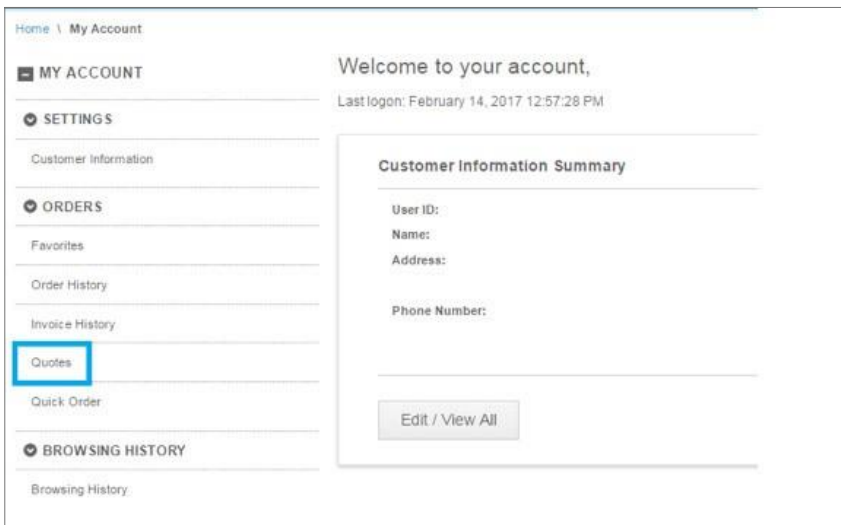 Home \ My Account
MY ACCOUNT
SETTINGS
Customer Information
ORDERS
Favorites
Order History
Invoice History
Quotes
Quick Order
BROWSING HISTORY
Browsing History
Welcome to your account,
Last logon: February 14, 2017 12:57:28 PM
Customer Information Summary
User ID:
Name:
Address:
Phone Number:
Edit / View All